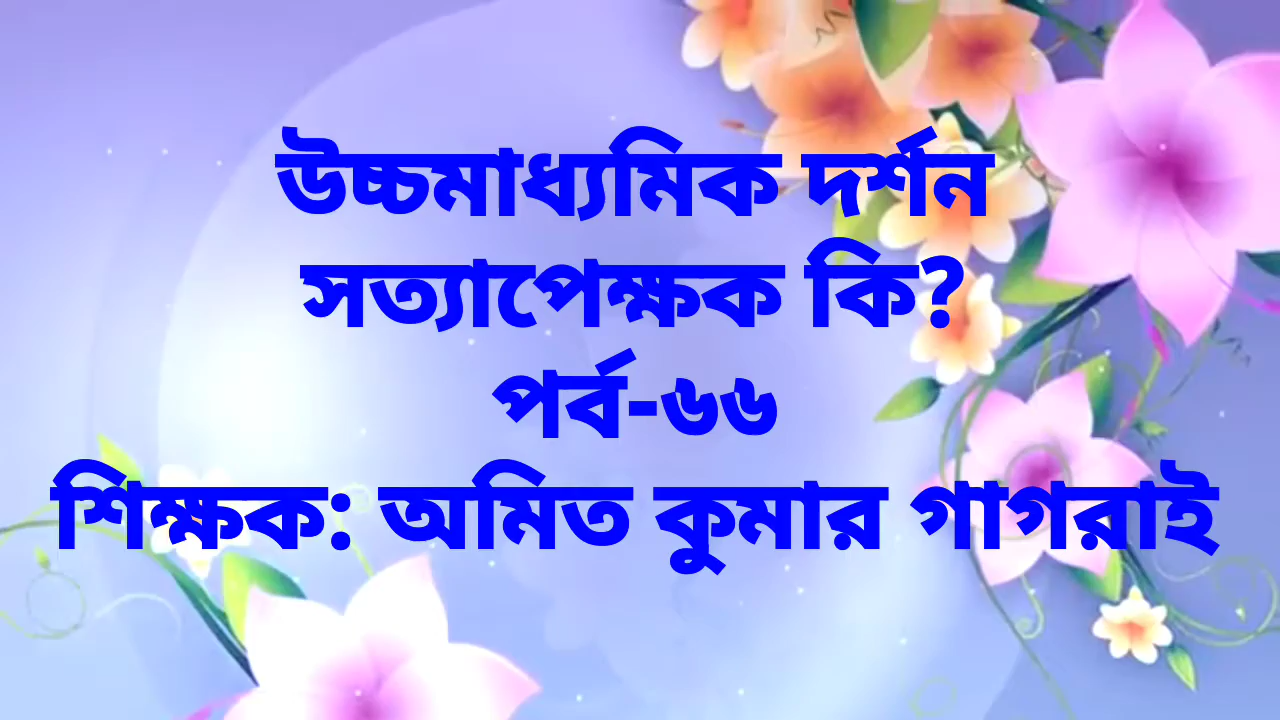 উচ্চমাধ্যমিক দর্শন
সত্যাপেক্ষক কি?
পর্ব-৬৬
শিক্ষক: অমিত কুমার গাগরাই